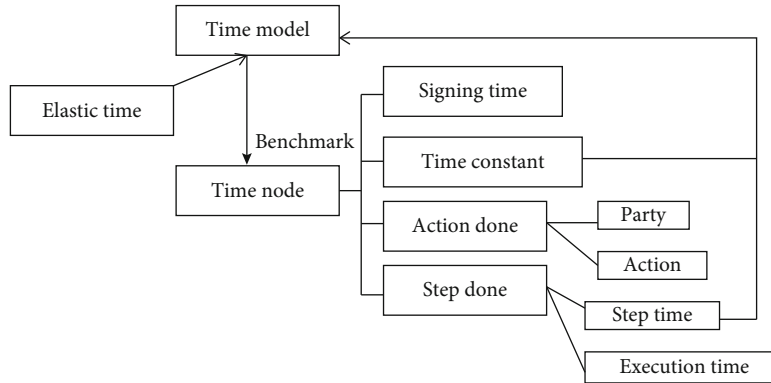 Time model
Elastic time
Signing time
Benchmark
Time constant
Time node
Party
Action done
Action
Step done
Step time
Execution time